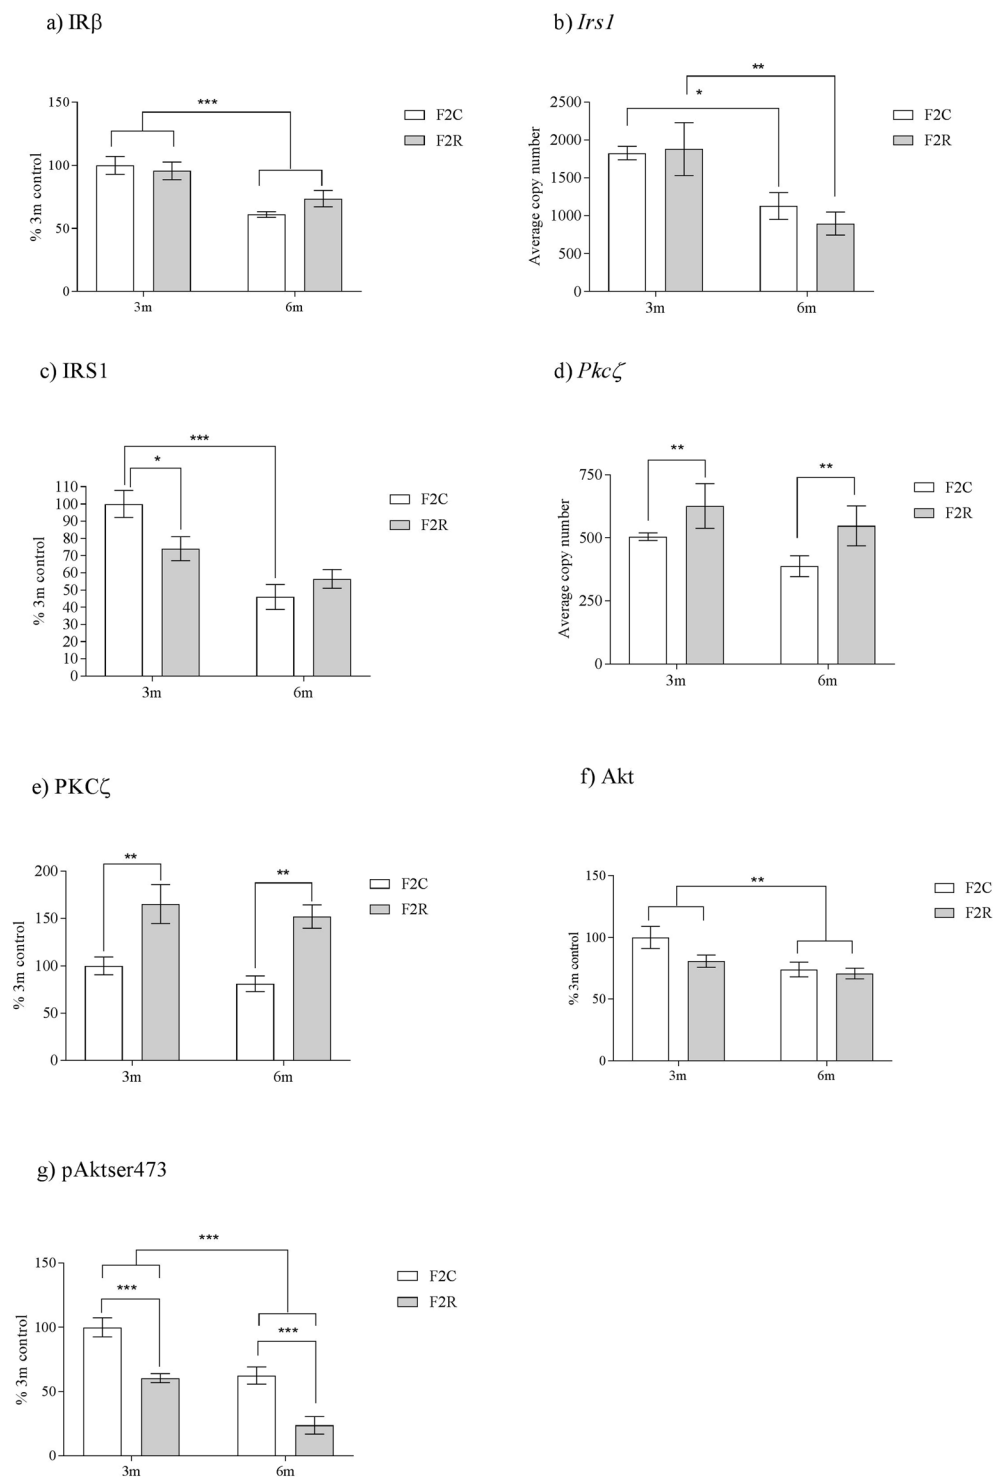 a) IRβ
***
150
100
50
0
% 3m control
3m
6m
F2C
F2R
b) Irs1
**
*
2500
2000
1500
1000
500
0
Average copy number
3m
6m
F2C
F2R
c) IRS1
***
*
110
100
90
80
70
60
50
40
30
20
10
0
% 3m control
3m
6m
F2C
F2R
d) Pkcζ
**
**
750
500
250
0
Average copy number
3m
6m
F2C
F2R
e) PKCζ
**
**
200
150
100
50
0
% 3m control
3m
6m
F2C
F2R
f) Akt
**
150
100
50
0
% 3m control
3m
6m
F2C
F2R
g) pAktser473
***
***
***
150
100
50
0
% 3m control
3m
6m
F2C
F2R